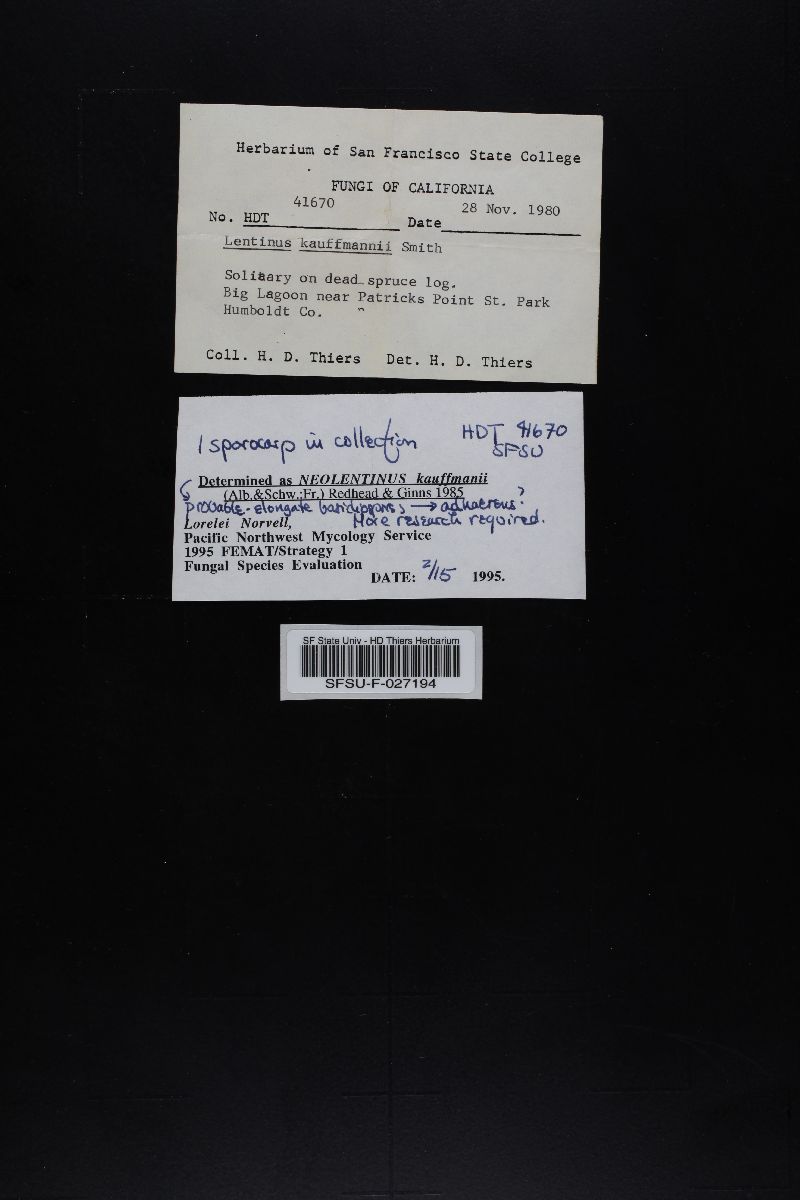 Herbarium of San Francisco State College
FUNGI OF CALIFORNIA
41670 28 Nov. 1980
No. HDT Date
Lentinus kauffmannii Smith
Solitary on dead spruce log.
Big Lagoon near Patricks Point St. Park
Humboldt Co.
Coll. H. D. Thiers Det. H. D. Thiers
1 sporocarp in collection HDT 41670
SFSU
Determined as NEOLENTINUS kauffmanii
(Alb.&Schw.:Fr.) Redhead & Ginns 1985
probable - elongate basidiospores → adhaerens?
Lorelei Norvell, More research required.
Pacific Northwest Mycology Service
1995 FEMAT/Strategy 1
Fungal Species Evaluation
DATE: 2/15 1995.
SF State Univ - HD Thiers Herbarium
SFSU-F-027194